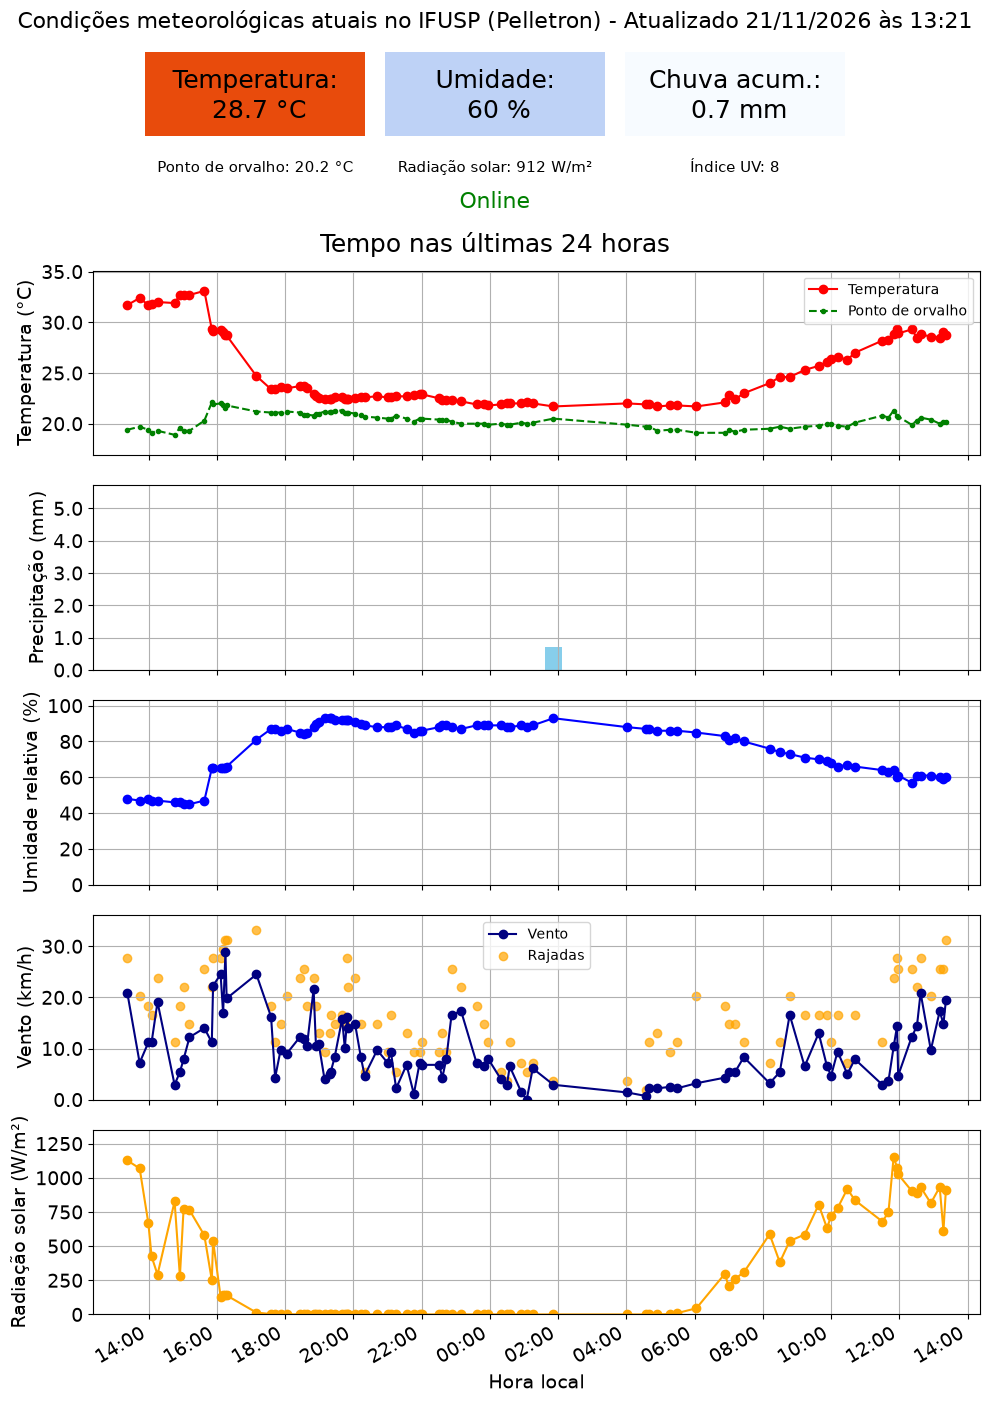 Condições meteorológicas atuais no IFUSP (Pelletron) - Atualizado 21/11/2026 às 13:21
Temperatura:
28.7 °C
Umidade:
60 %
Chuva acum.:
0.7 mm
Ponto de orvalho: 20.2 °C
Radiação solar: 912 W/m²
Índice UV: 8
Online
Tempo nas últimas 24 horas
Temperatura (°C)
35.0
30.0
25.0
20.0
Temperatura
Ponto de orvalho
Precipitação (mm)
5.0
4.0
3.0
2.0
1.0
0.0
Umidade relativa (%)
100
80
60
40
20
0
Vento (km/h)
30.0
20.0
10.0
0.0
Vento
Rajadas
Radiação solar (W/m²)
1250
1000
750
500
250
0
14:00
16:00
18:00
20:00
22:00
00:00
02:00
04:00
06:00
08:00
10:00
12:00
14:00
Hora local